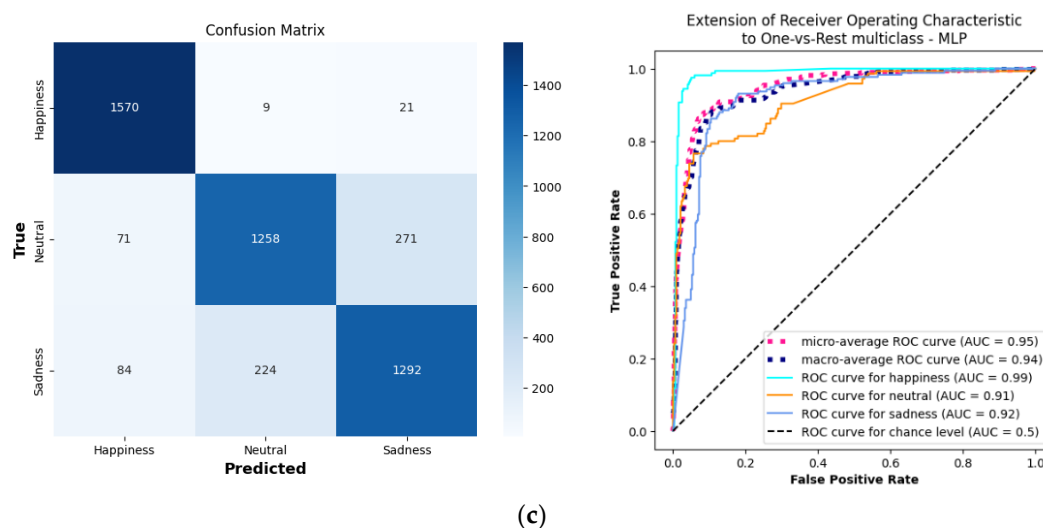 Confusion Matrix
True
Happiness
Neutral
Sadness
1570 9 21
71 1258 271
84 224 1292
Happiness Neutral Sadness
Predicted
1400
1200
1000
800
600
400
200
Extension of Receiver Operating Characteristic
to One-vs-Rest multiclass - MLP
True Positive Rate
1.0
0.8
0.6
0.4
0.2
0.0
micro-average ROC curve (AUC = 0.95)
macro-average ROC curve (AUC = 0.94)
ROC curve for happiness (AUC = 0.99)
ROC curve for neutral (AUC = 0.91)
ROC curve for sadness (AUC = 0.92)
ROC curve for chance level (AUC = 0.5)
0.0 0.2 0.4 0.6 0.8 1.0
False Positive Rate
(c)